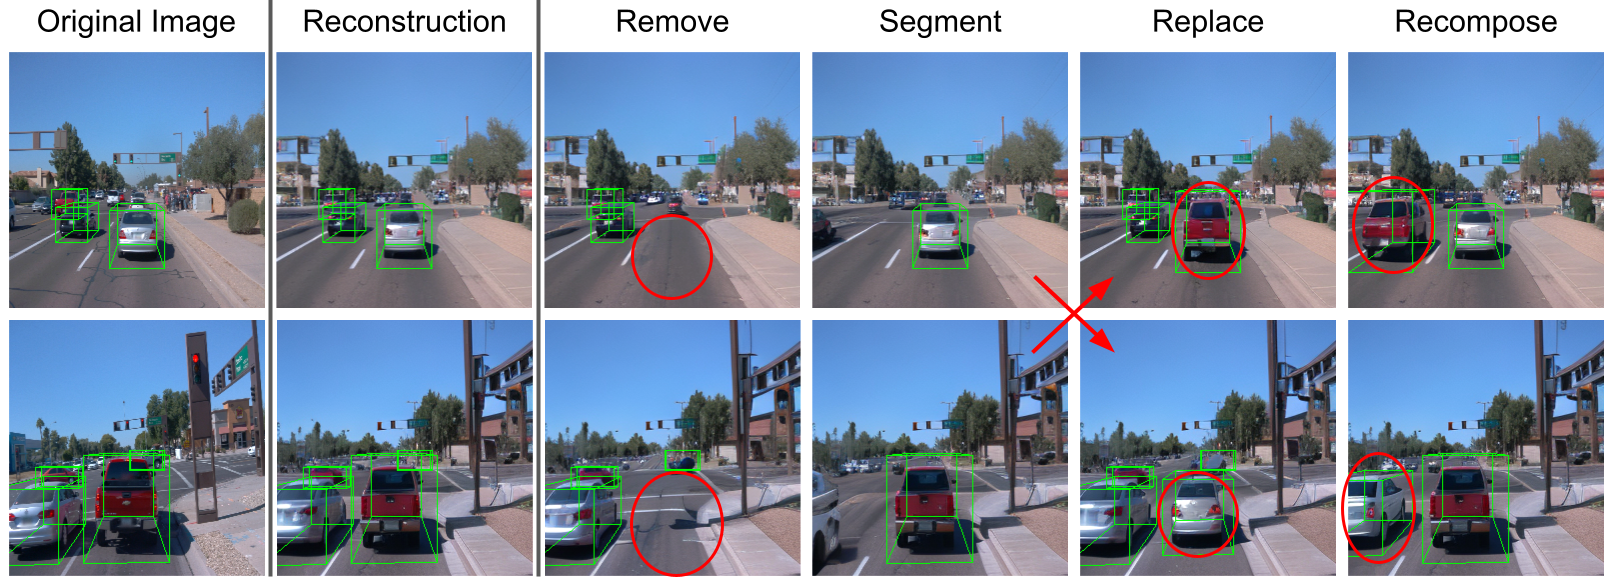 Original Image
Reconstruction
Remove
Segment
Replace
Recompose